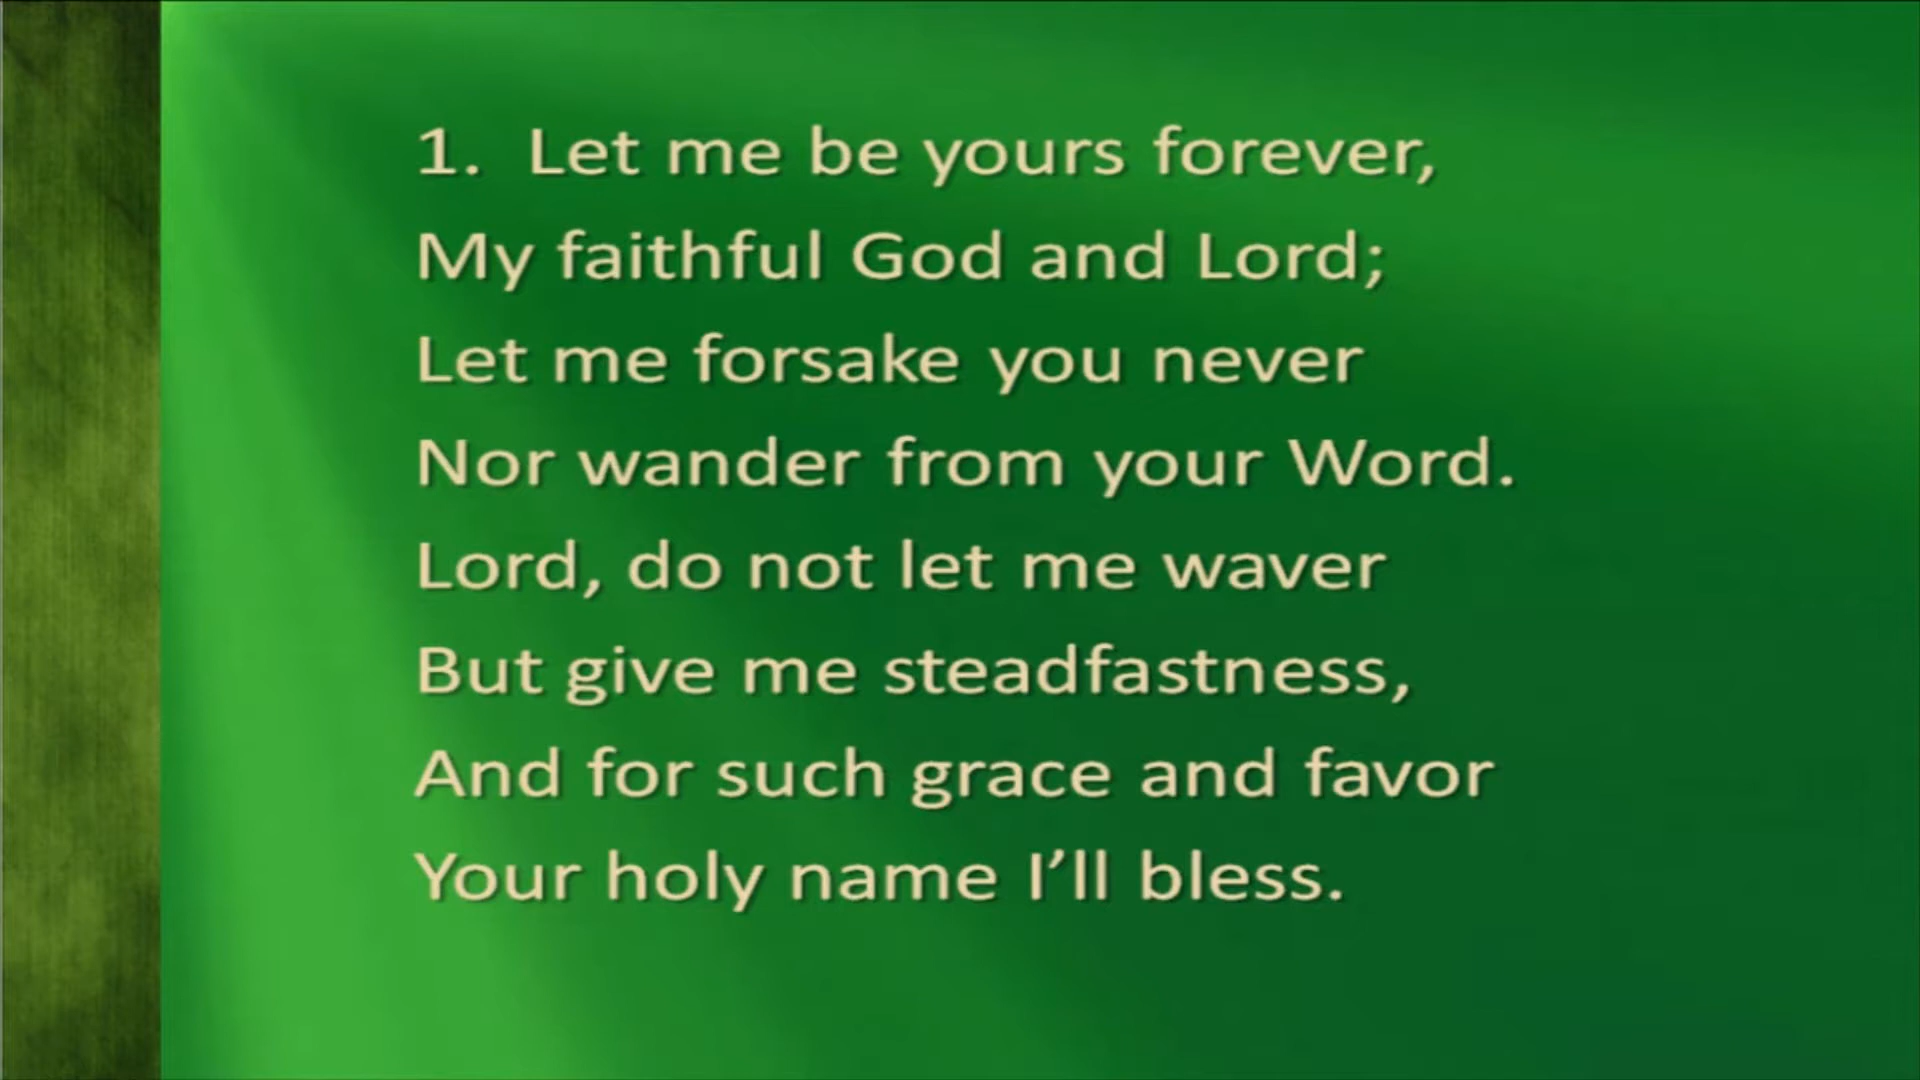 1. Let me be yours forever,
My faithful God and Lord;
Let me forsake you never
Nor wander from your Word.
Lord, do not let me waver
But give me steadfastness,
And for such grace and favor
Your holy name I’ll bless.